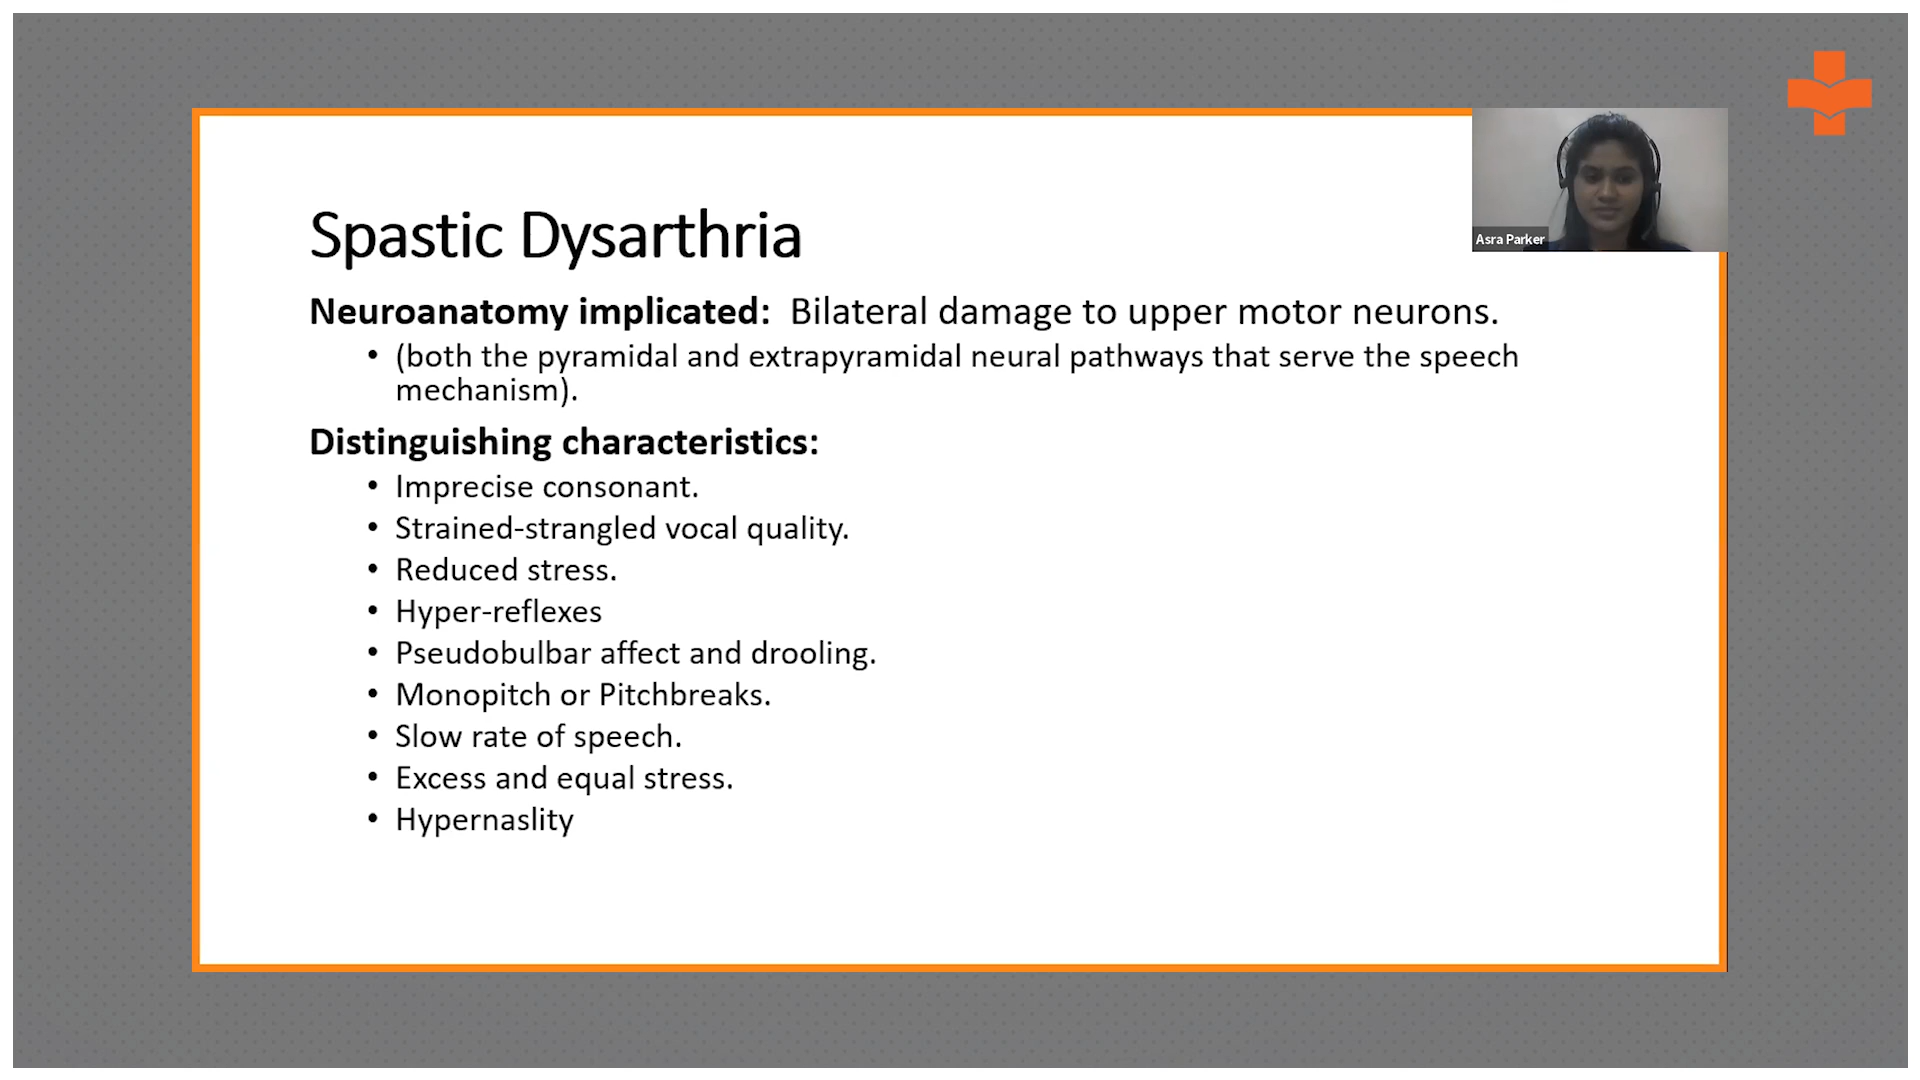 Asra Parker
Spastic Dysarthria
Neuroanatomy implicated: Bilateral damage to upper motor neurons.
• (both the pyramidal and extrapyramidal neural pathways that serve the speech
mechanism).
Distinguishing characteristics:
• Imprecise consonant.
• Strained-strangled vocal quality.
• Reduced stress.
• Hyper-reflexes
• Pseudobulbar affect and drooling.
• Monopitch or Pitchbreaks.
• Slow rate of speech.
• Excess and equal stress.
• Hypernaslity